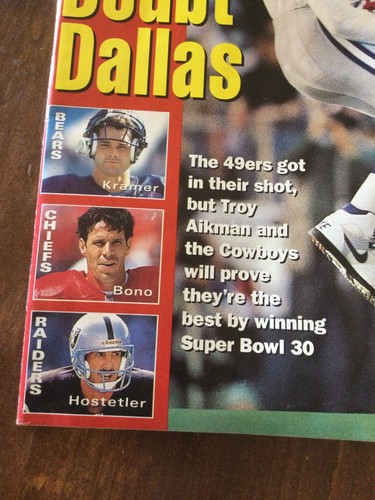 Doubt
Dallas
BEARS
Kramer
CHIEFS
Bono
RAIDERS
Hostetler
The 49ers got
in their shot,
but Troy
Aikman and
the Cowboys
will prove
they're the
best by winning
Super Bowl 30